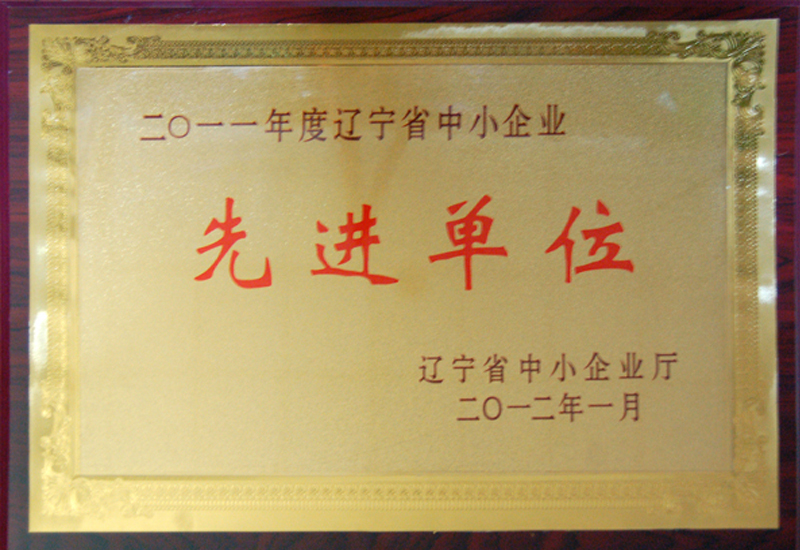 二〇一一年度辽宁省中小企业
先进单位
辽宁省中小企业厅
二〇一二年一月